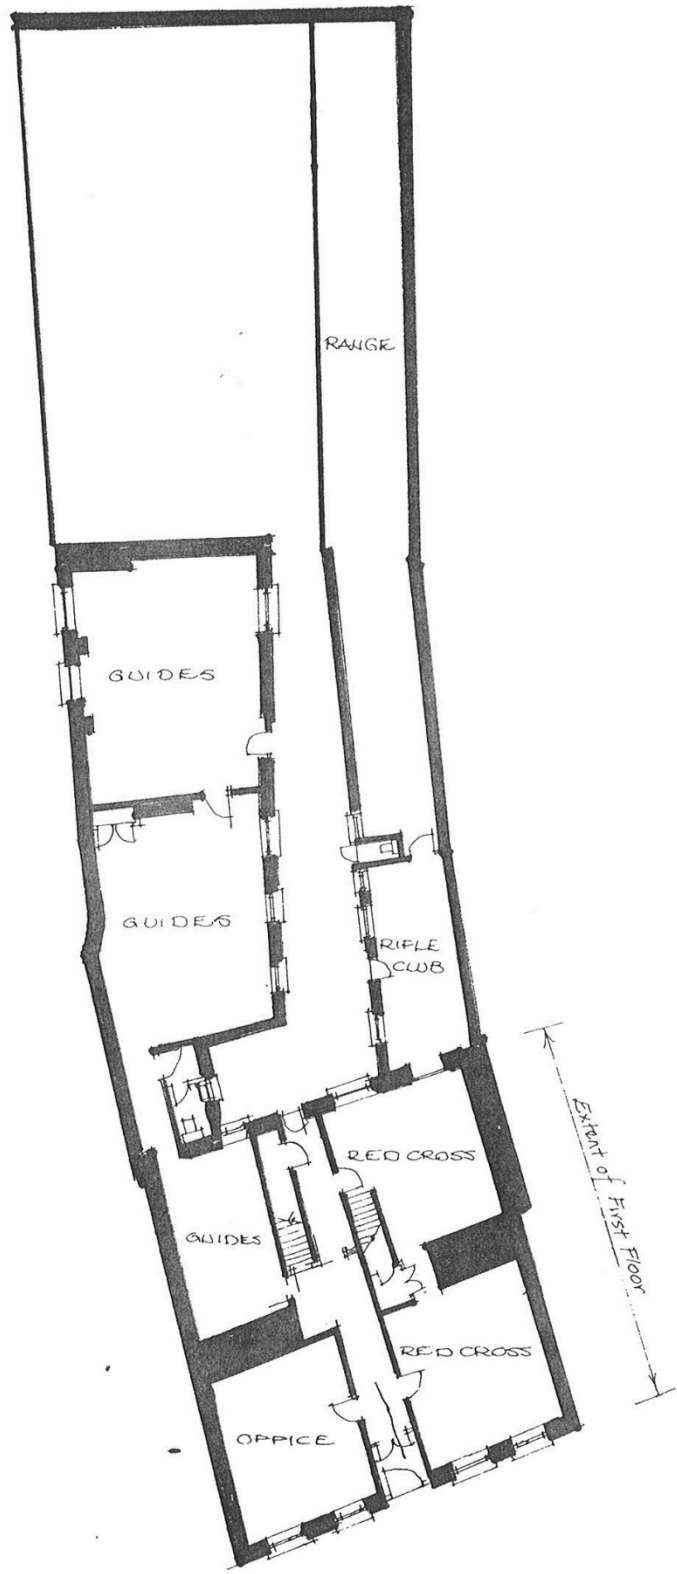 RANGE
GUIDES
GUIDES
RIFLE
CLUB
Extent of First Floor
RED CROSS
GUIDES
RED CROSS
OFFICE